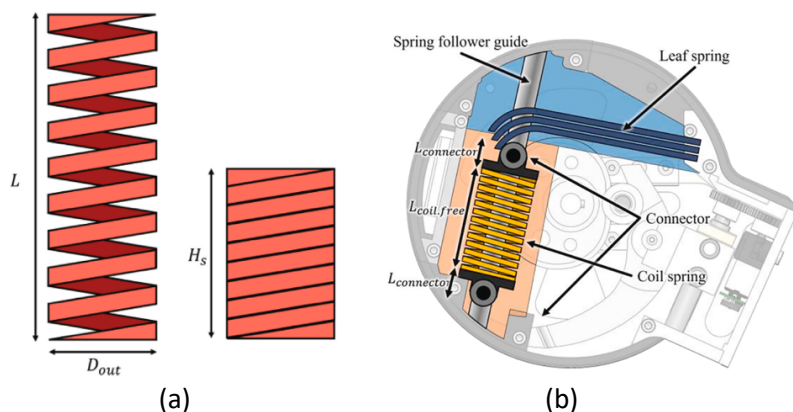 L
D_out
H_s
(a)
Spring follower guide
Leaf spring
L_connector
L_coil.free
L_connector
Connector
Coil spring
(b)